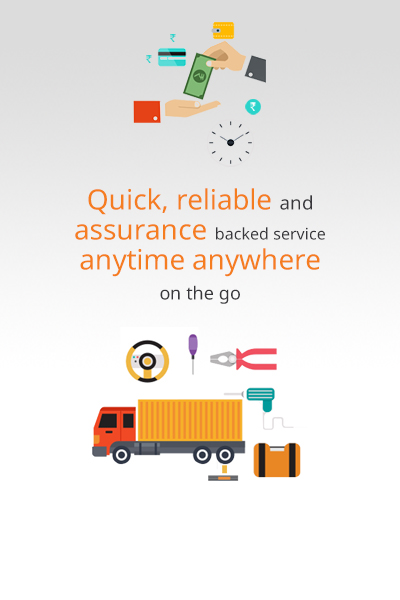 Quick, reliable and
assurance backed service
anytime anywhere
on the go